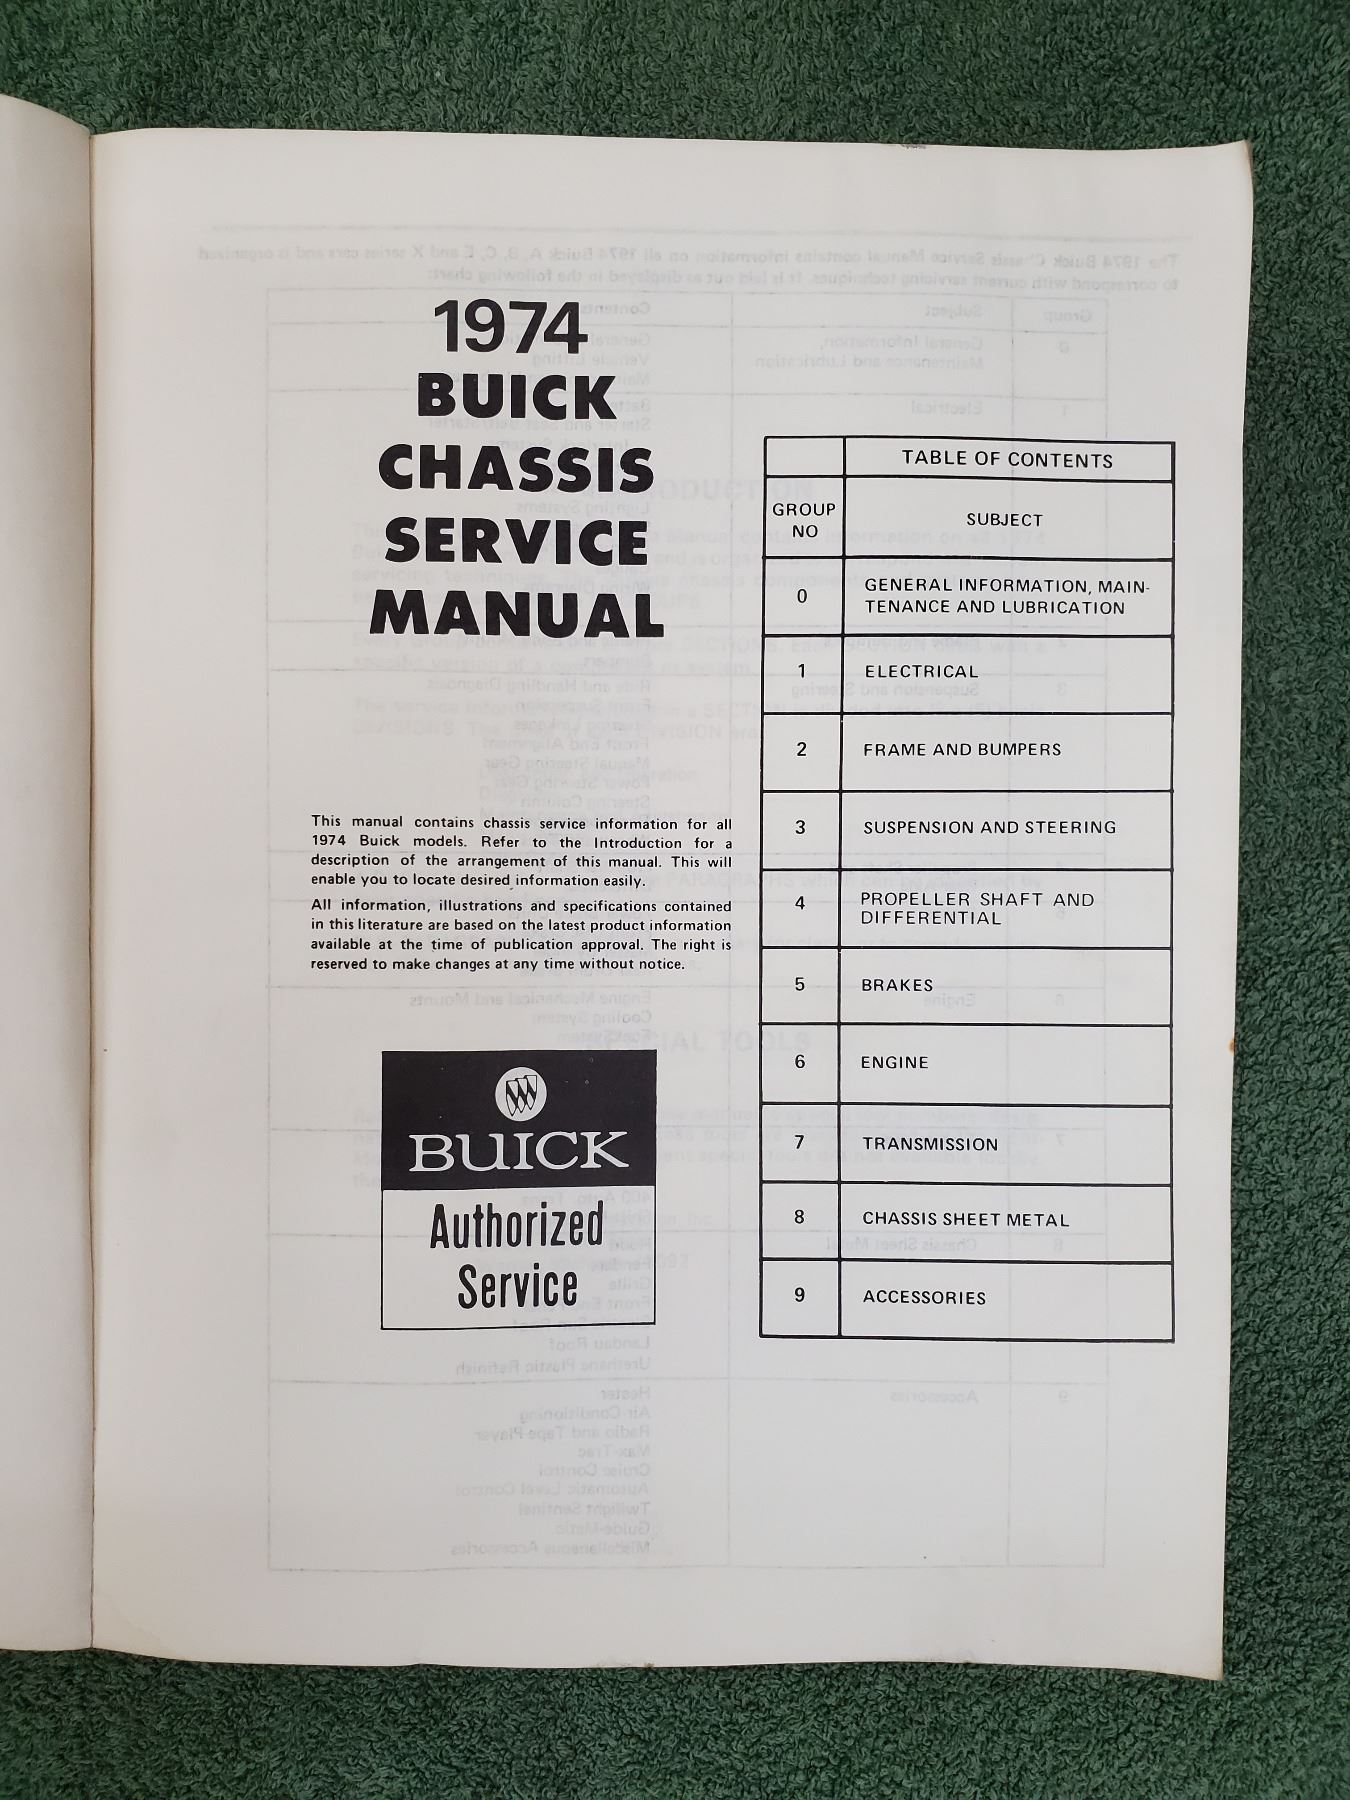 1974
BUICK
CHASSIS
SERVICE
MANUAL
This manual contains chassis service information for all
1974 Buick models. Refer to the Introduction for a
description of the arrangement of this manual. This will
enable you to locate desired information easily.
All information, illustrations and specifications contained
in this literature are based on the latest product information
available at the time of publication approval. The right is
reserved to make changes at any time without notice.
BUICK
Authorized
Service
TABLE OF CONTENTS
GROUP
NO
SUBJECT
0
GENERAL INFORMATION, MAIN-
TENANCE AND LUBRICATION
1
ELECTRICAL
2
FRAME AND BUMPERS
3
SUSPENSION AND STEERING
4
PROPELLER SHAFT AND
DIFFERENTIAL
5
BRAKES
6
ENGINE
7
TRANSMISSION
8
CHASSIS SHEET METAL
9
ACCESSORIES